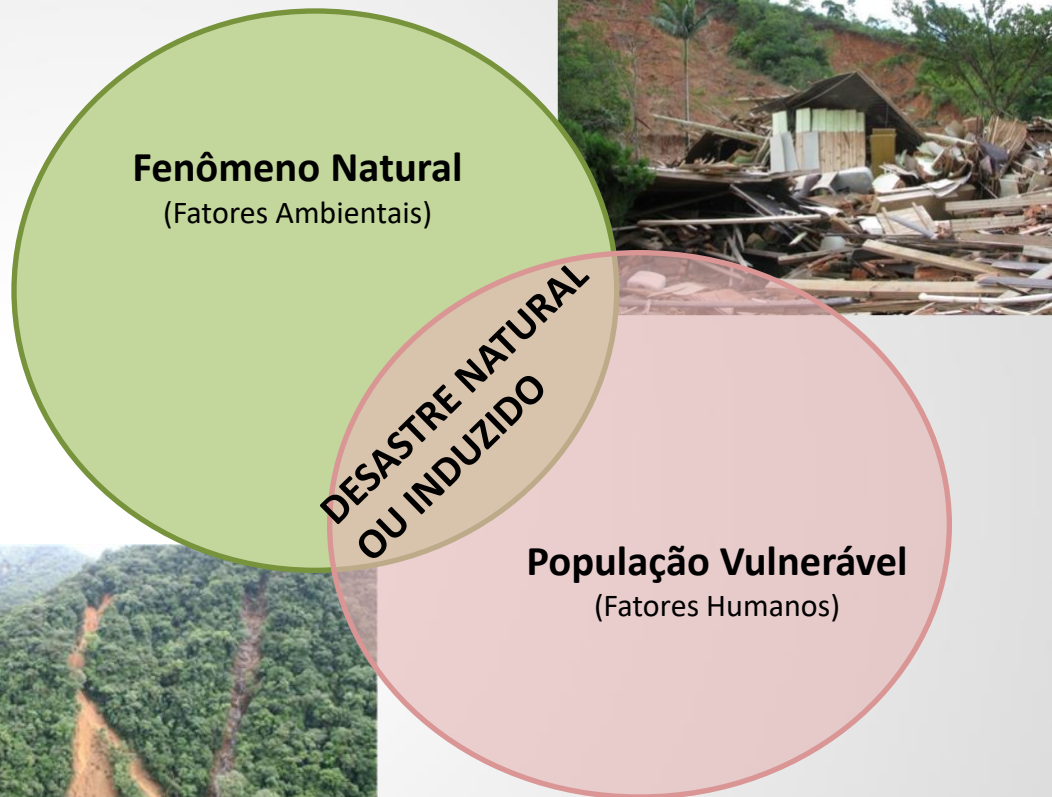 Fenômeno Natural
(Fatores Ambientais)
DESASTRE NATURAL
OU INDUZIDO
População Vulnerável
(Fatores Humanos)